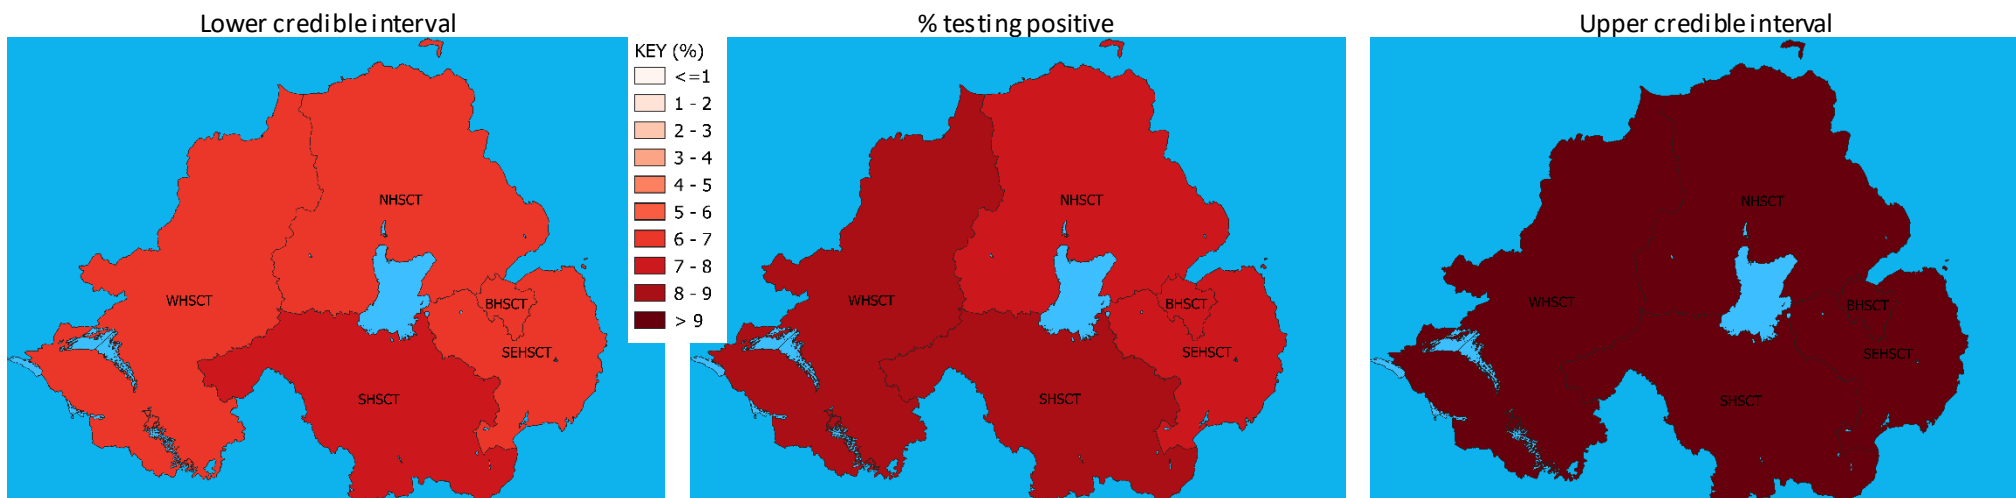 Lower credible interval
% testing positive
Upper credible interval
KEY (%)
<=1
1 - 2
2 - 3
3 - 4
4 - 5
5 - 6
6 - 7
7 - 8
8 - 9
> 9
NHSCT
WHSCT
BHSCT
SEHSCT
SHSCT
NHSCT
WHSCT
BHSCT
SEHSCT
SHSCT
NHSCT
WHSCT
BHSCT
SEHSCT
SHSCT